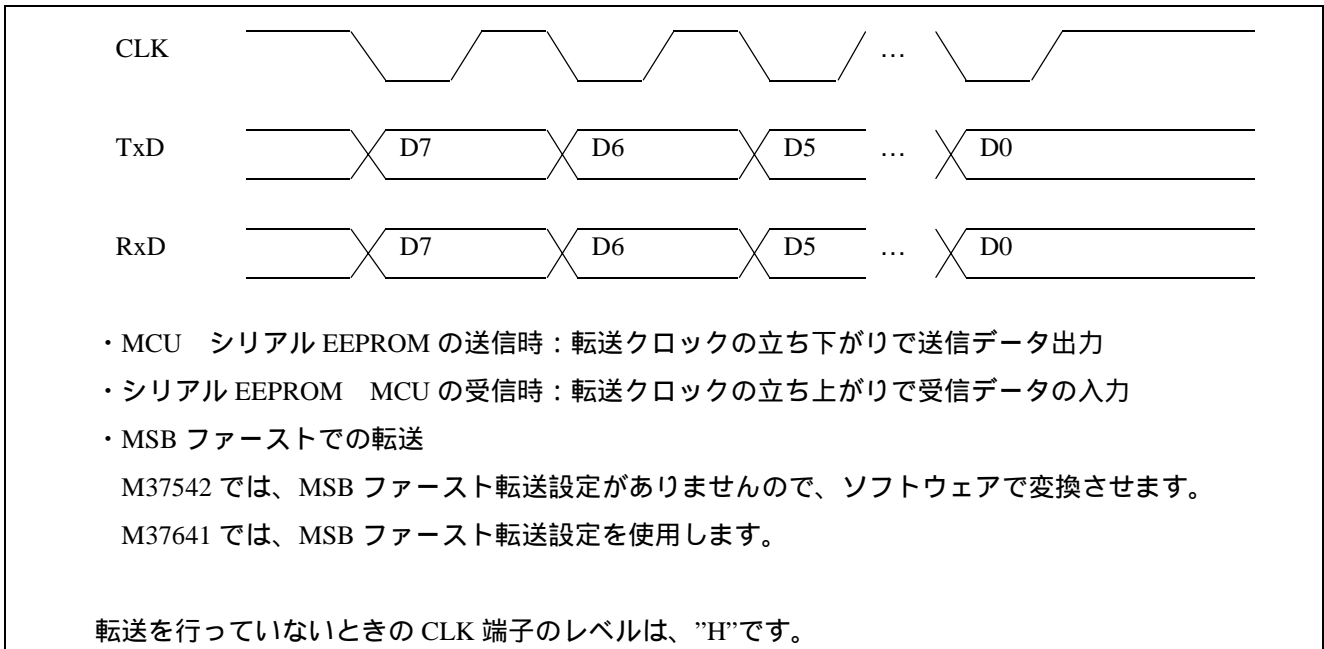 CLK …
TxD D7 D6 D5 … D0
RxD D7 D6 D5 … D0
・MCU　シリアル EEPROM の送信時：転送クロックの立ち下がりで送信データ出力
・シリアル EEPROM　MCU の受信時：転送クロックの立ち上がりで受信データの入力
・MSB ファーストでの転送
M37542 では、MSB ファースト転送設定がありませんので、ソフトウェアで変換させます。
M37641 では、MSB ファースト転送設定を使用します。
転送を行っていないときの CLK 端子のレベルは、”H”です。